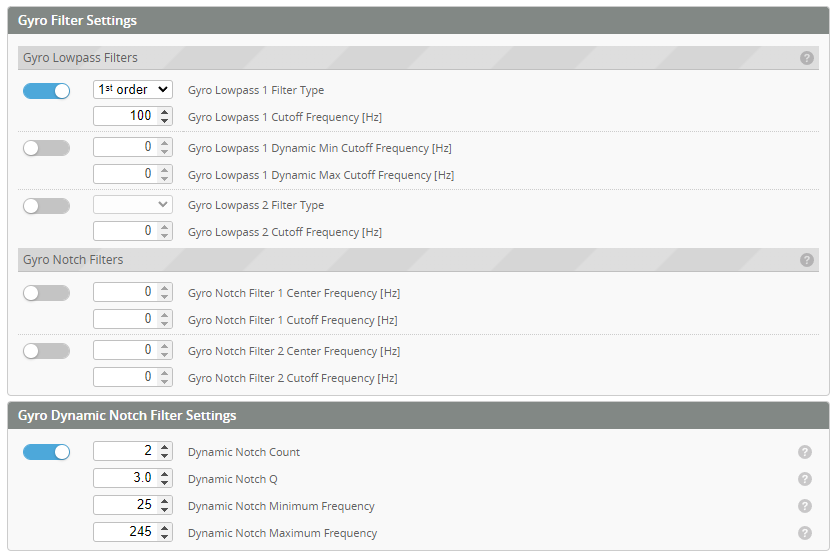 Gyro Filter Settings
Gyro Lowpass Filters ?
1st order Gyro Lowpass 1 Filter Type
100 Gyro Lowpass 1 Cutoff Frequency [Hz]
0 Gyro Lowpass 1 Dynamic Min Cutoff Frequency [Hz]
0 Gyro Lowpass 1 Dynamic Max Cutoff Frequency [Hz]
Gyro Lowpass 2 Filter Type
0 Gyro Lowpass 2 Cutoff Frequency [Hz]
Gyro Notch Filters ?
0 Gyro Notch Filter 1 Center Frequency [Hz]
0 Gyro Notch Filter 1 Cutoff Frequency [Hz]
0 Gyro Notch Filter 2 Center Frequency [Hz]
0 Gyro Notch Filter 2 Cutoff Frequency [Hz]
Gyro Dynamic Notch Filter Settings
2 Dynamic Notch Count ?
3.0 Dynamic Notch Q ?
25 Dynamic Notch Minimum Frequency ?
245 Dynamic Notch Maximum Frequency ?